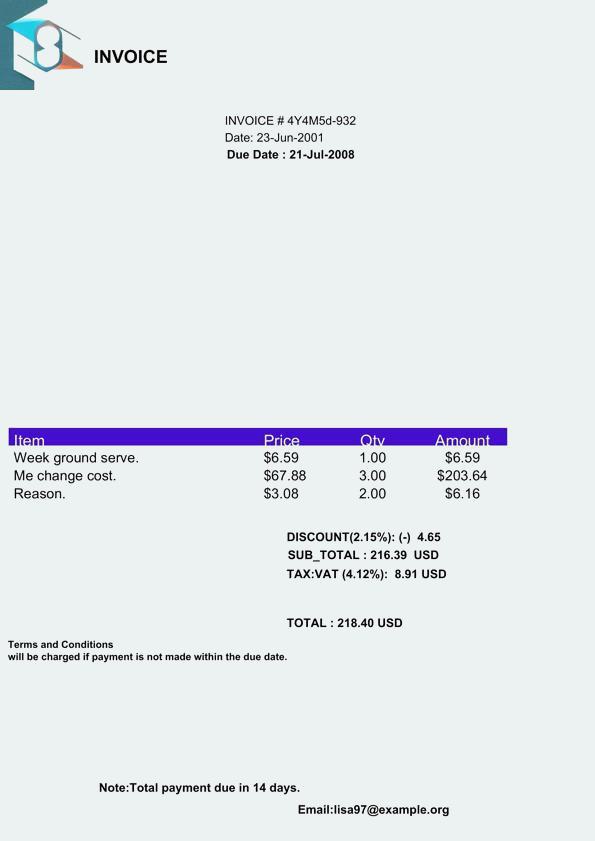 INVOICE
INVOICE # 4Y4M5d-932
Date: 23-Jun-2001
Due Date : 21-Jul-2008
Item Price Qty Amount
Week ground serve. $6.59 1.00 $6.59
Me change cost. $67.88 3.00 $203.64
Reason. $3.08 2.00 $6.16
DISCOUNT(2.15%): (-) 4.65
SUB_TOTAL : 216.39 USD
TAX:VAT (4.12%): 8.91 USD
TOTAL : 218.40 USD
Terms and Conditions
will be charged if payment is not made within the due date.
Note:Total payment due in 14 days.
Email:lisa97@example.org